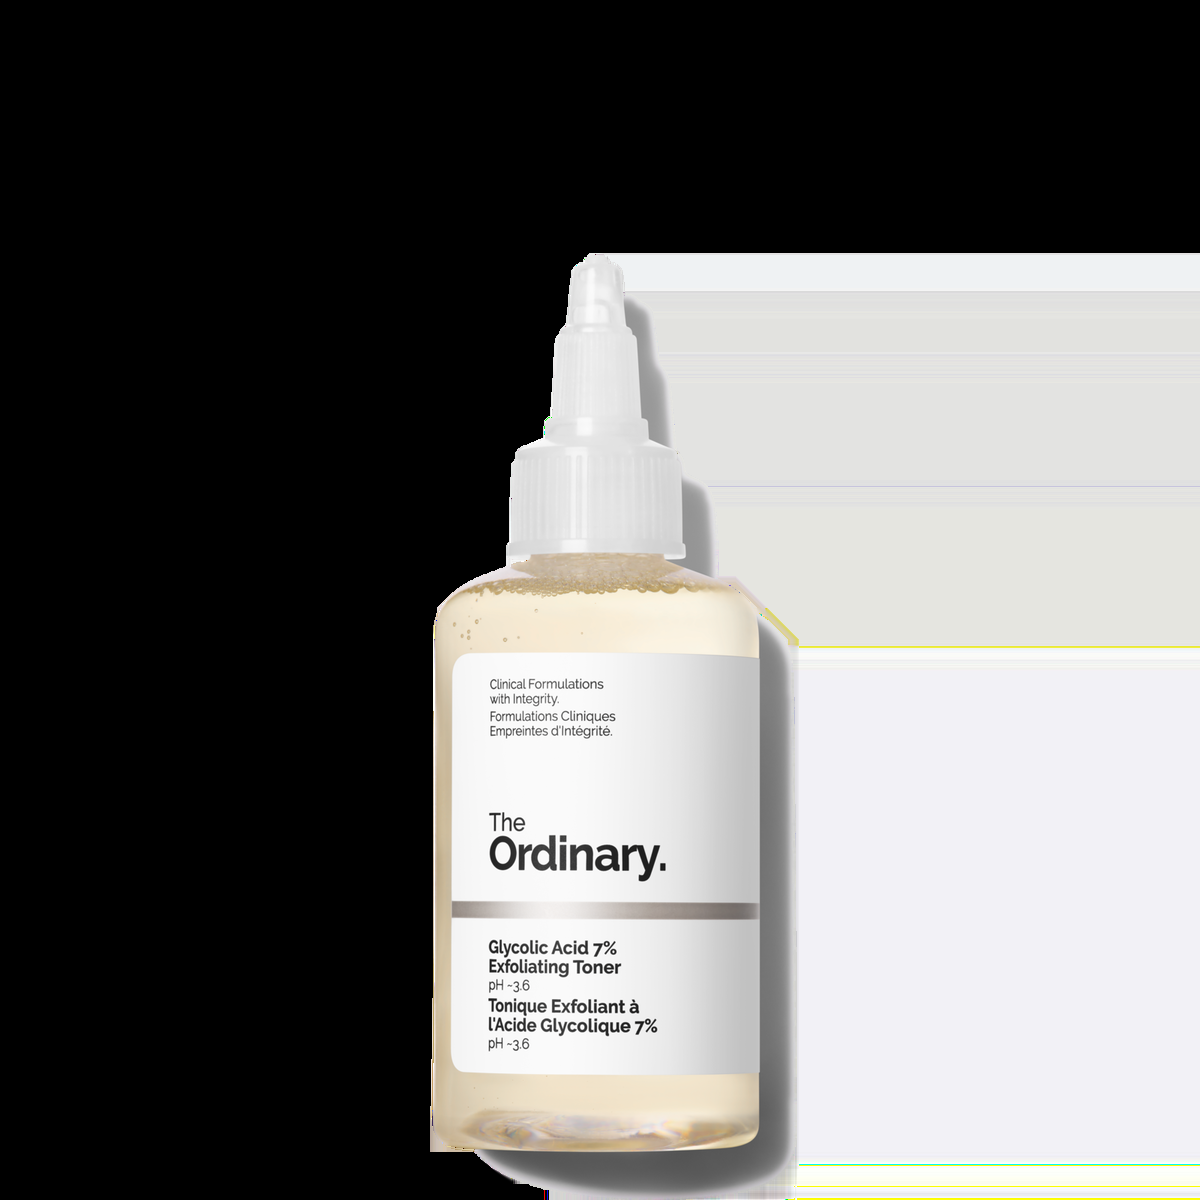 Clinical Formulations
with Integrity.
Formulations Cliniques
Empreintes d'Intégrité.
The
Ordinary.
Glycolic Acid 7%
Exfoliating Toner
pH ~3.6
Tonique Exfoliant à
l'Acide Glycolique 7%
pH ~3.6